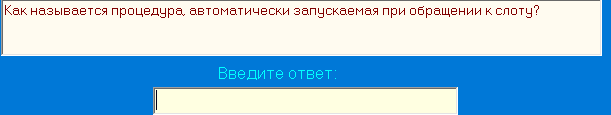 Как называется процедура, автоматически запускаемая при обращении к слоту?
Введите ответ: